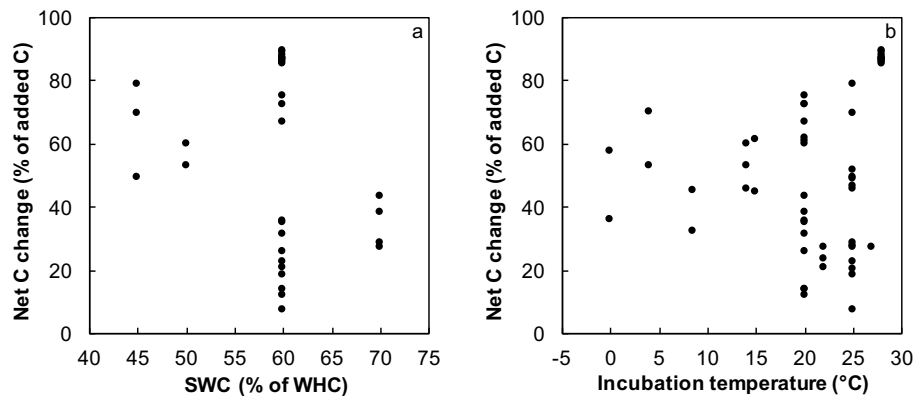 a
Net C change (% of added C)
100
80
60
40
20
0
40 45 50 55 60 65 70 75
SWC (% of WHC)
b
Net C change (% of added C)
100
80
60
40
20
0
-5 0 5 10 15 20 25 30
Incubation temperature (°C)